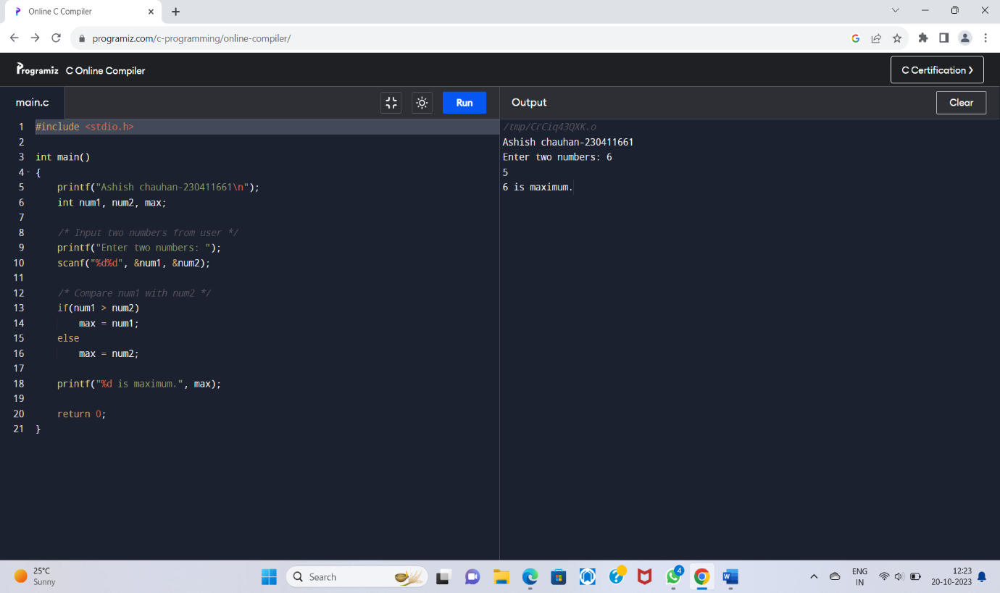 Online C Compiler
programiz.com/c-programming/online-compiler/
Programiz C Online Compiler
C Certification
main.c
Run
Output
Clear
1 #include <stdio.h>
2
3 int main()
4 {
5 printf("Ashish chauhan-230411661\n");
6 int num1, num2, max;
7
8 /* Input two numbers from user */
9 printf("Enter two numbers: ");
10 scanf("%d%d", &num1, &num2);
11
12 /* Compare num1 with num2 */
13 if(num1 > num2)
14 max = num1;
15 else
16 max = num2;
17
18 printf("%d is maximum.", max);
19
20 return 0;
21 }
/tmp/CrCiq43QXK.o
Ashish chauhan-230411661
Enter two numbers: 6
5
6 is maximum.
25°C
Sunny
Search
4
ENG
IN
12:23
20-10-2023